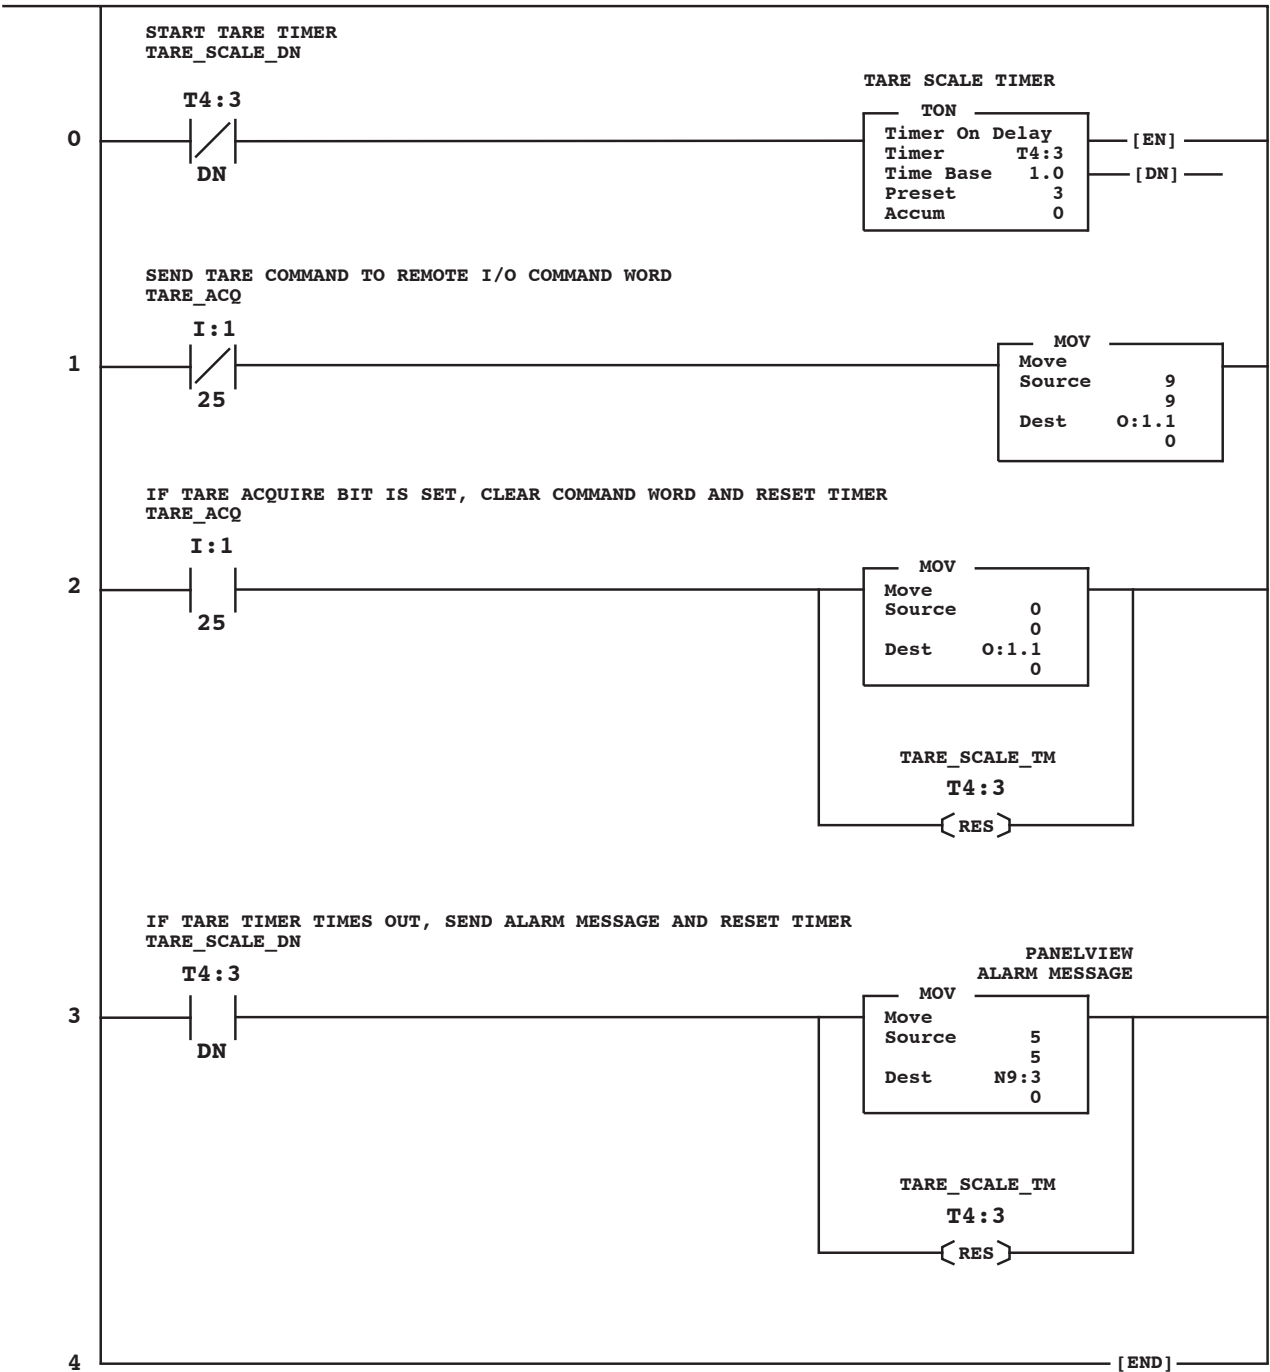 START TARE TIMER
TARE_SCALE_DN
TARE SCALE TIMER
T4:3
TON
0
Timer On Delay
[EN]
Timer T4:3
DN
Time Base 1.0
[DN]
Preset 3
Accum 0
SEND TARE COMMAND TO REMOTE I/O COMMAND WORD
TARE_ACQ
I:1
MOV
1
Move
Source 9
25
9
Dest O:1.1
0
IF TARE ACQUIRE BIT IS SET, CLEAR COMMAND WORD AND RESET TIMER
TARE_ACQ
I:1
MOV
2
Move
Source 0
25
0
Dest O:1.1
0
TARE_SCALE_TM
T4:3
RES
IF TARE TIMER TIMES OUT, SEND ALARM MESSAGE AND RESET TIMER
TARE_SCALE_DN
PANELVIEW
T4:3
ALARM MESSAGE
MOV
3
Move
Source 5
DN
5
Dest N9:3
0
TARE_SCALE_TM
T4:3
RES
4
[END]